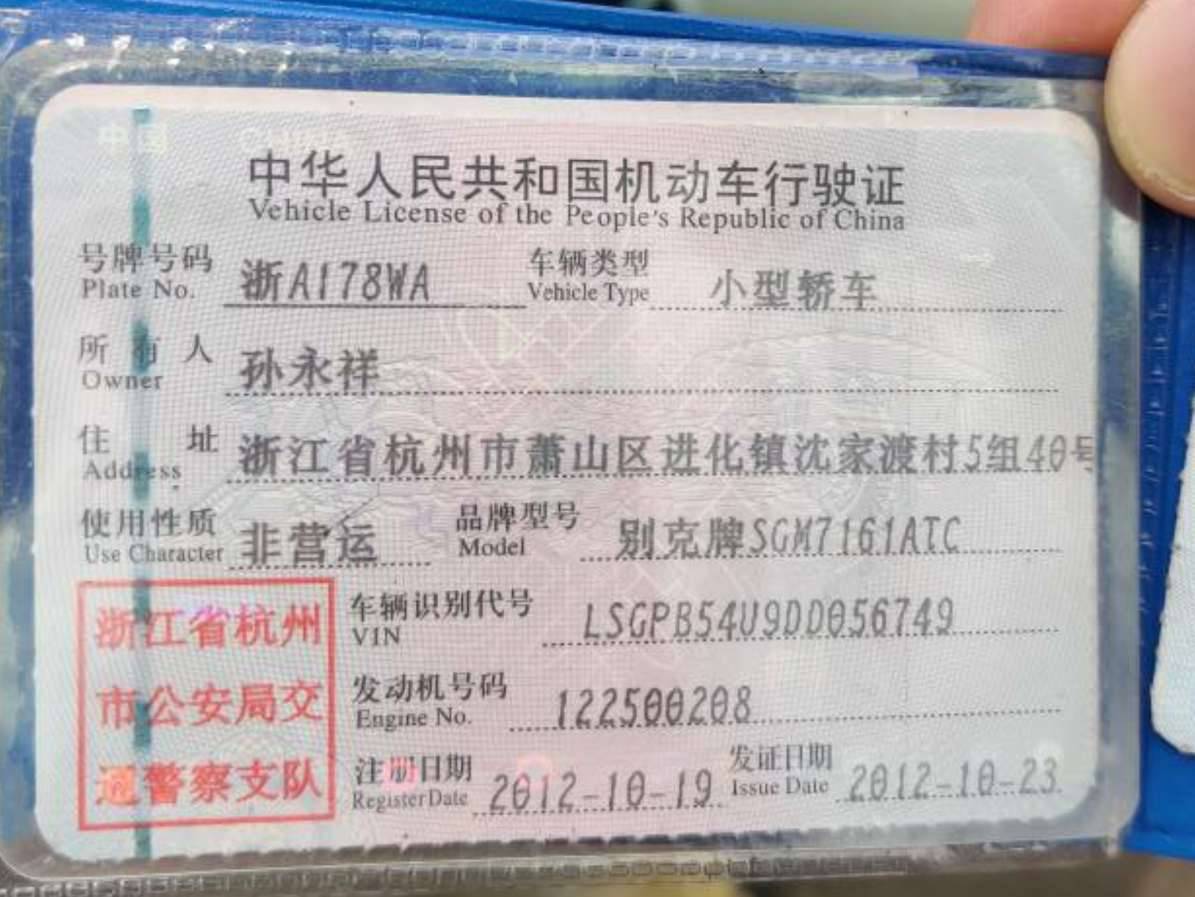 中国 CHINA
中华人民共和国机动车行驶证
Vehicle License of the People's Republic of China
号牌号码 浙A178WA 车辆类型 小型轿车
Plate No. Vehicle Type
所有人 孙永祥
Owner
住址 浙江省杭州市萧山区进化镇沈家渡村5组40号
Address
使用性质 非营运 品牌型号 别克牌SGM7161ATC
Use Character Model
浙江省杭州
市公安局交
通警察支队
车辆识别代号 LSGPB54U9DD056749
VIN
发动机号码 122500208
Engine No.
注册日期 2012-10-19 发证日期 2012-10-23
Register Date Issue Date